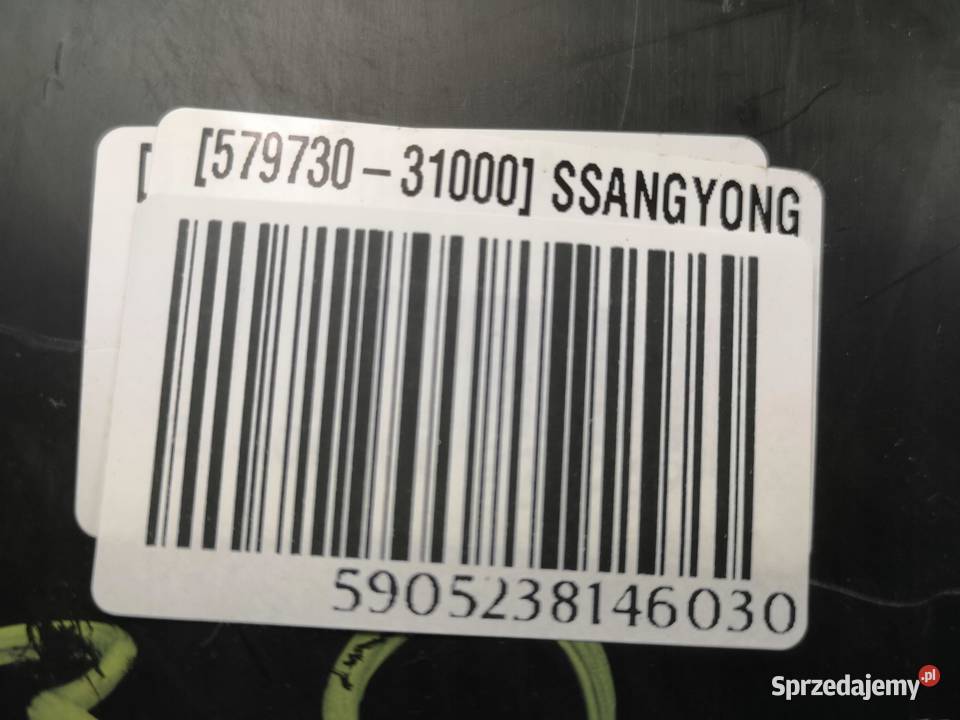 [
[579730-31000] SSANGYONG
5905238146030
Sprzedajemy.pl